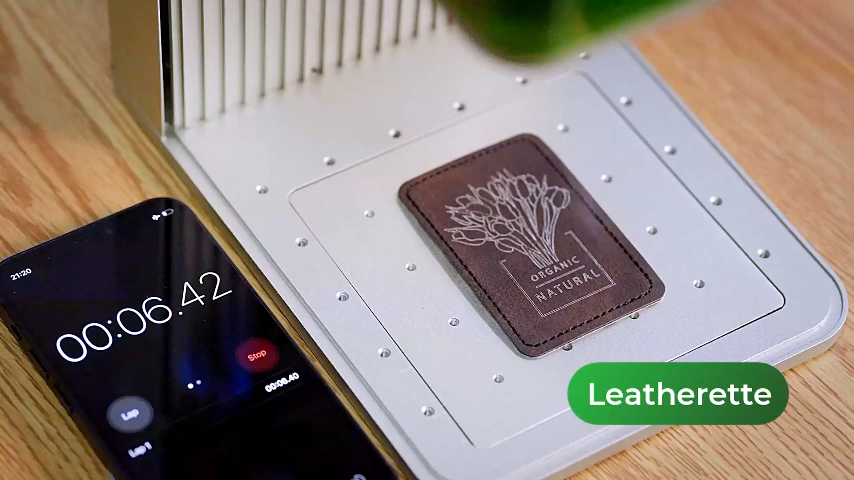 21:20
00:06.42
Stop
Lap
00:06.40
Lap 1
ORGANIC
NATURAL
Leatherette